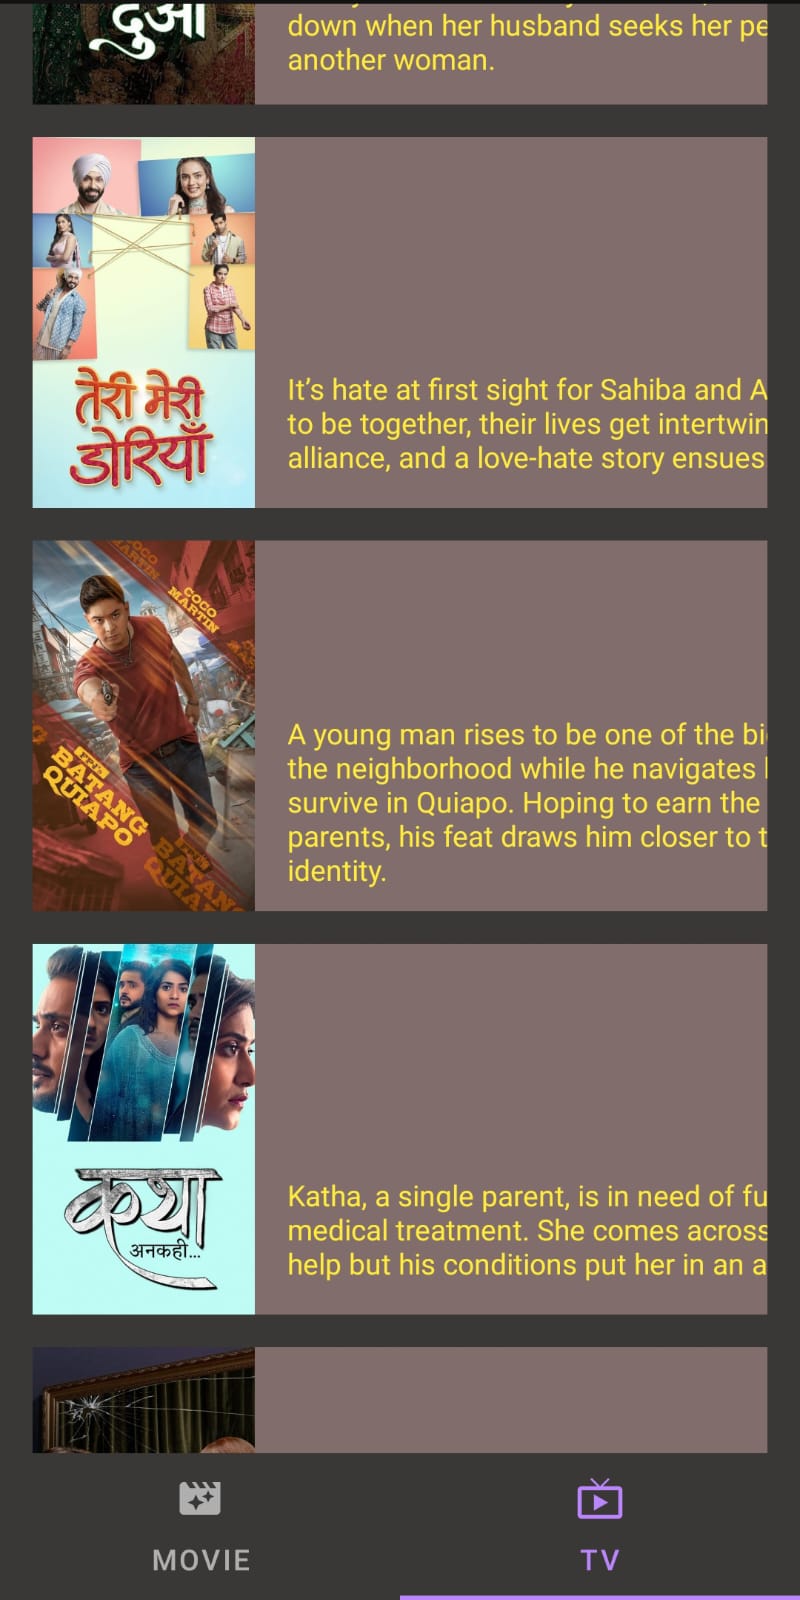 दुआ
down when her husband seeks her pe
another woman.
तेरी मेरी
डोरियाँ
It’s hate at first sight for Sahiba and A
to be together, their lives get intertwin
alliance, and a love-hate story ensues
COCO
MARTIN
COCO
MARTIN
BATANG
QUIAPO
BATANG
A young man rises to be one of the bi
the neighborhood while he navigates
survive in Quiapo. Hoping to earn the
parents, his feat draws him closer to t
identity.
कथा
अनकही...
Katha, a single parent, is in need of fu
medical treatment. She comes across
help but his conditions put her in an a
MOVIE
TV